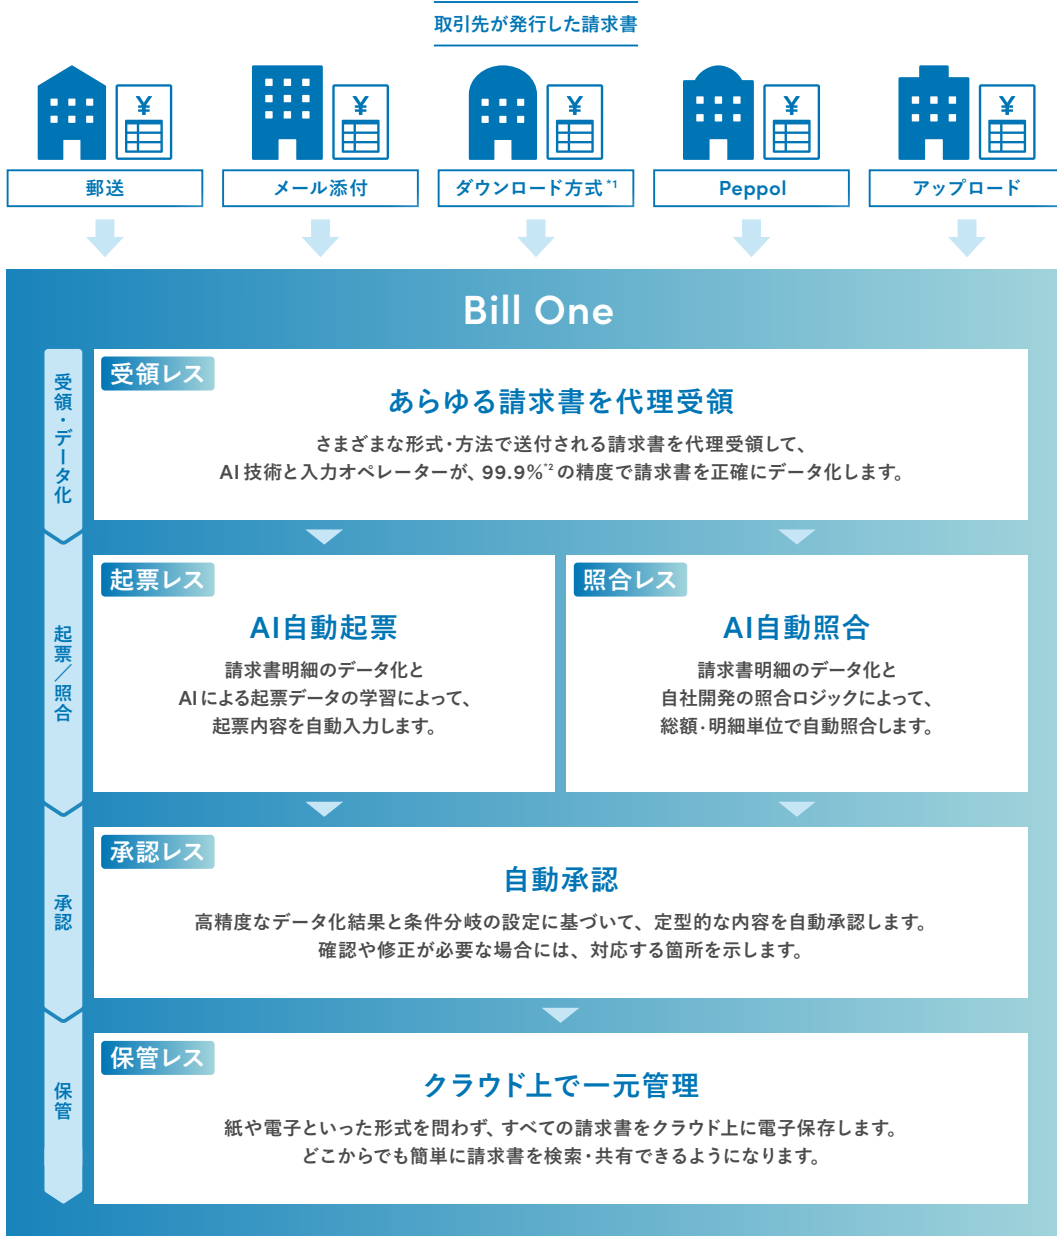 取引先が発行した請求書
¥
¥
¥
¥
¥
郵送
メール添付
ダウンロード方式*1
Peppol
アップロード
Bill One
受領・データ化
受領レス
あらゆる請求書を代理受領
さまざまな形式・方法で送付される請求書を代理受領して、
AI技術と入力オペレーターが、99.9%*2の精度で請求書を正確にデータ化します。
起票／照合
起票レス
AI自動起票
請求書明細のデータ化と
AIによる起票データの学習によって、
起票内容を自動入力します。
照合レス
AI自動照合
請求書明細のデータ化と
自社開発の照合ロジックによって、
総額・明細単位で自動照合します。
承認
承認レス
自動承認
高精度なデータ化結果と条件分岐の設定に基づいて、定型的な内容を自動承認します。
確認や修正が必要な場合には、対応する箇所を示します。
保管
保管レス
クラウド上で一元管理
紙や電子といった形式を問わず、すべての請求書をクラウド上に電子保存します。
どこからでも簡単に請求書を検索・共有できるようになります。